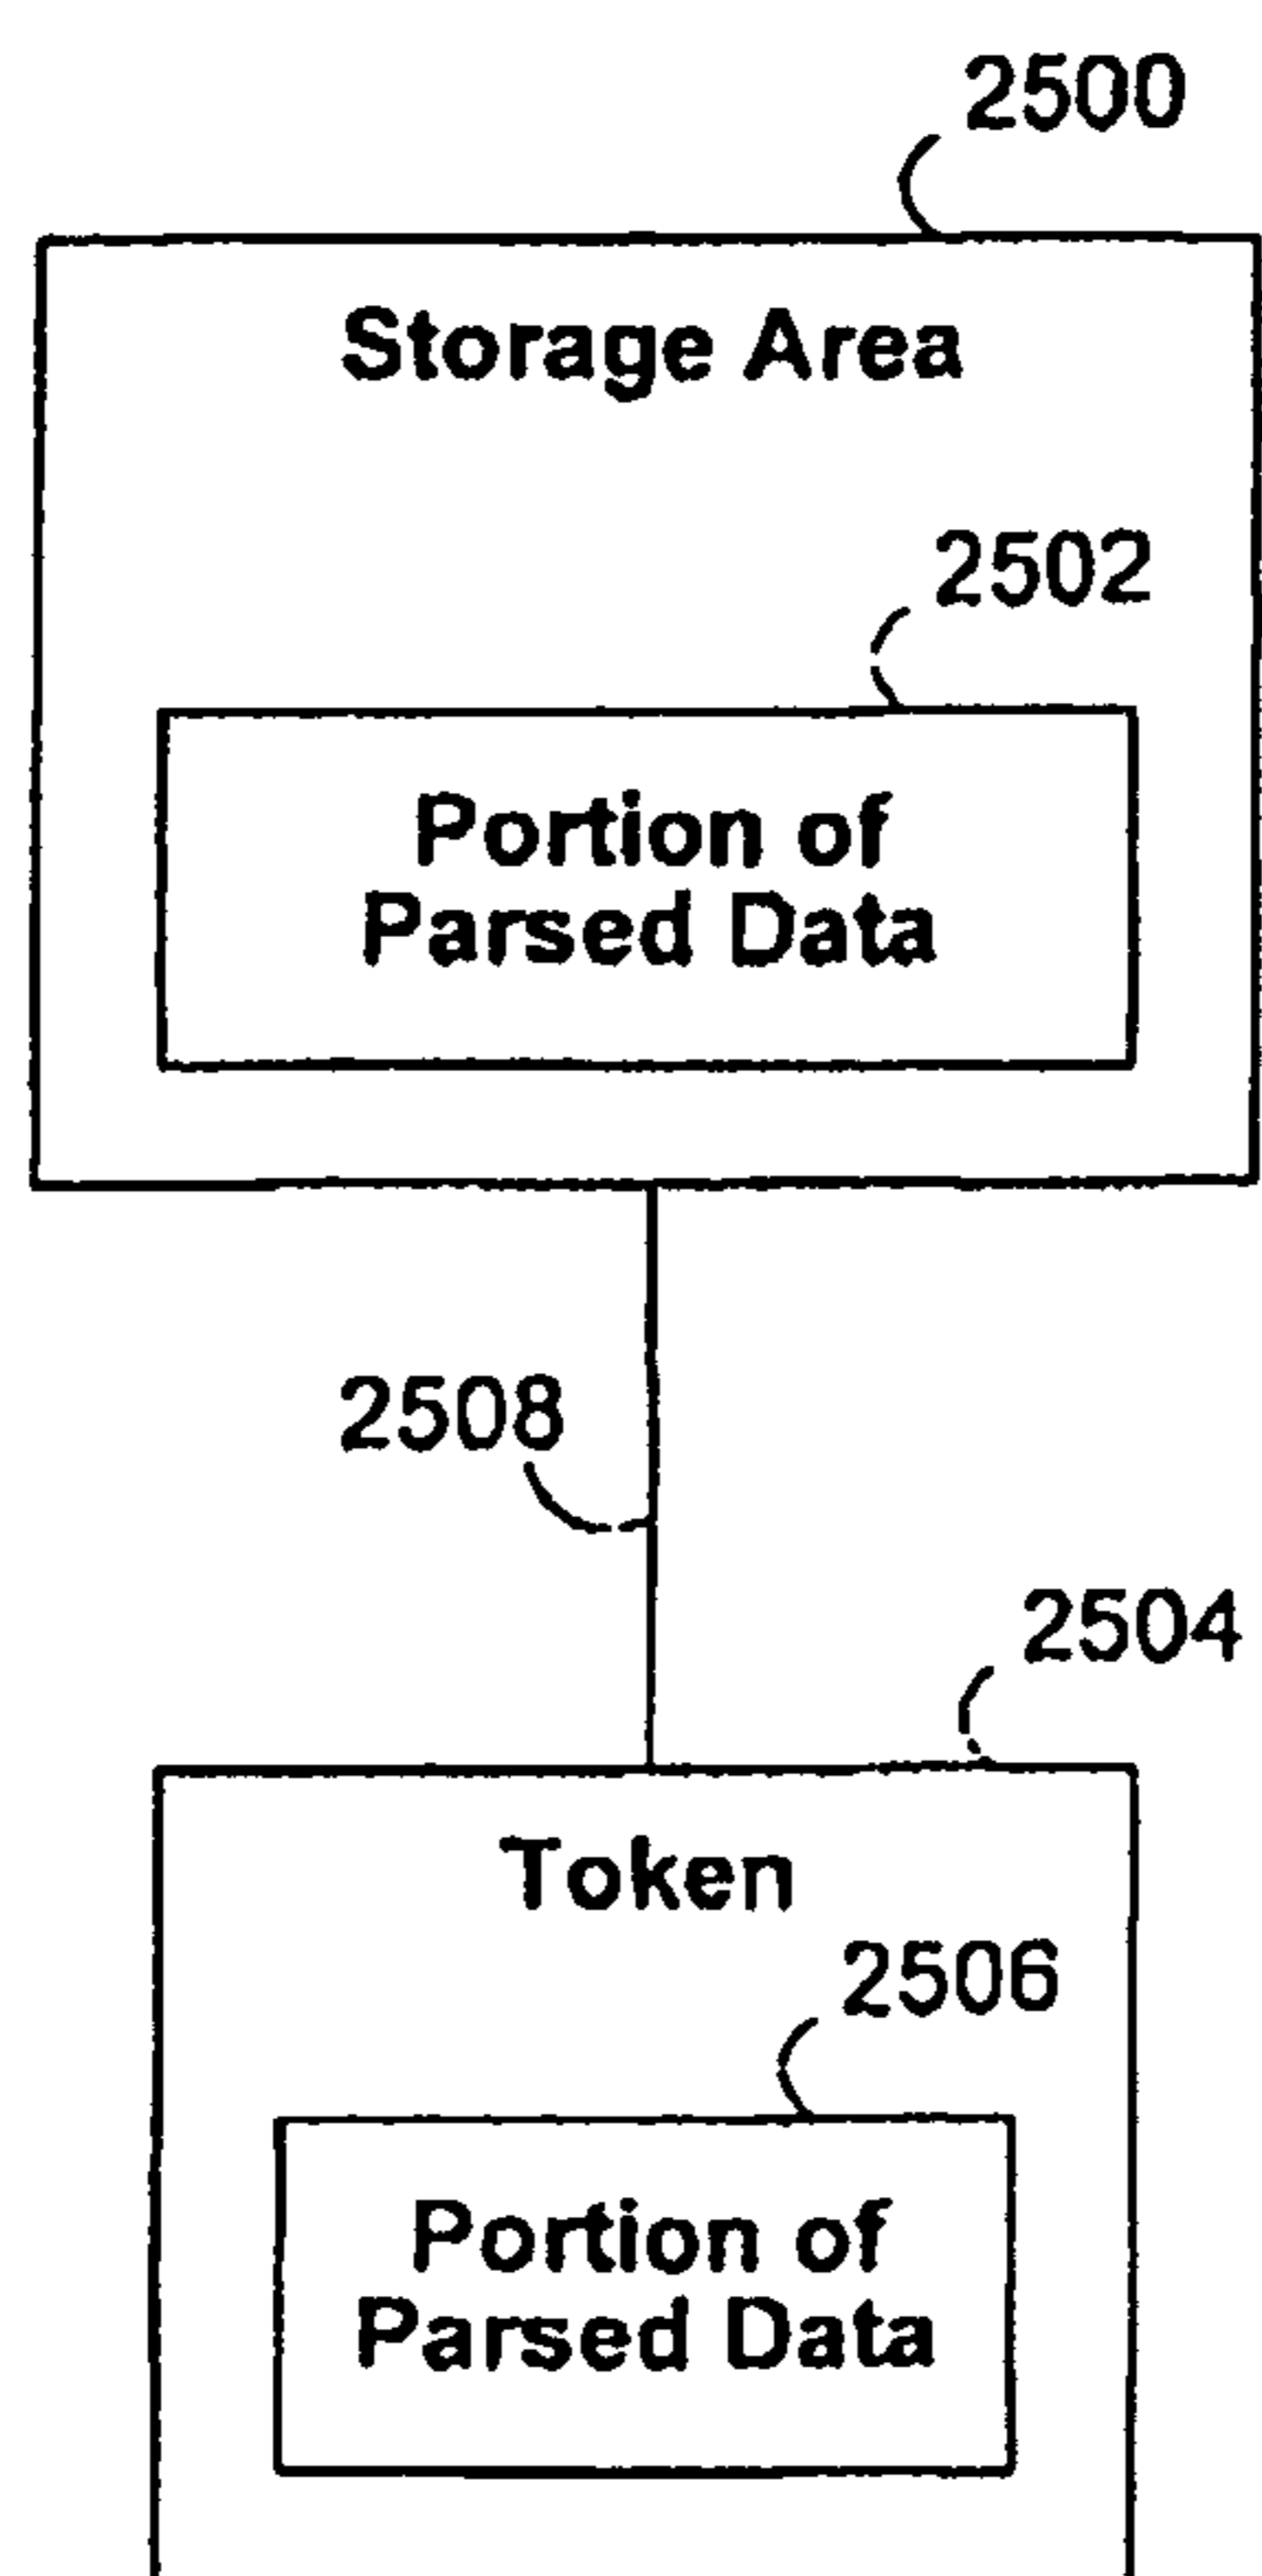 2500
Storage Area
2502
Portion of
Parsed Data
2508
2504
Token
2506
Portion of
Parsed Data